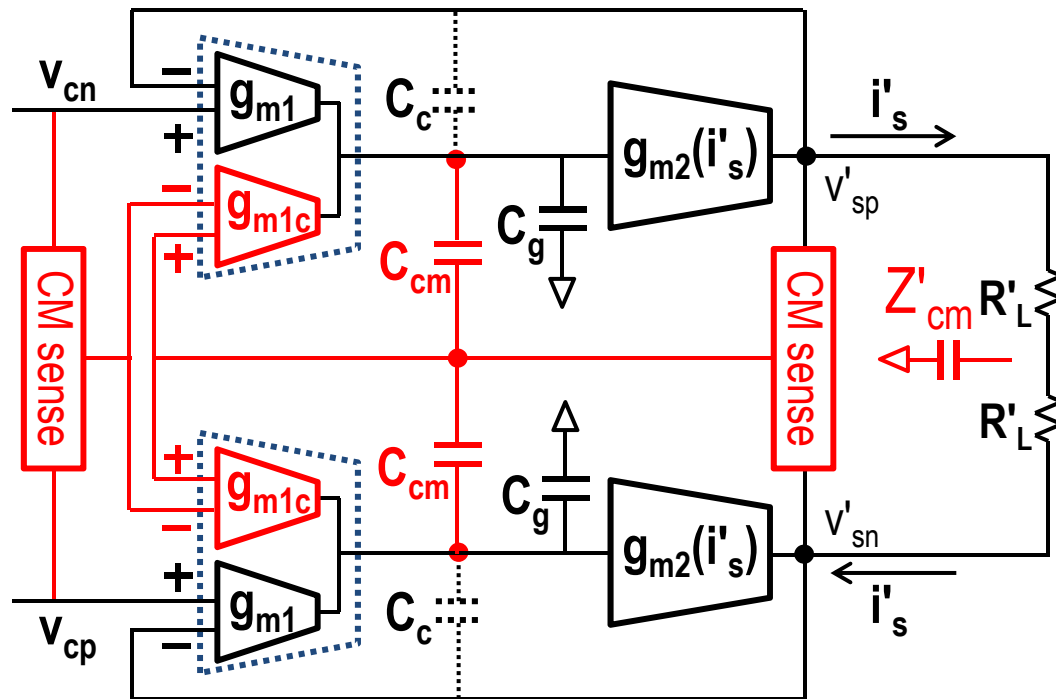 − g_m1 C_c i'_s
v_cn
+
− g_m2(i'_s)
g_m1c v'_sp
+ C_cm C_g
CM sense CM sense Z'_cm R'_L
+ C_cm C_g R'_L
g_m1c
− v'_sn
+ g_m2(i'_s)
g_m1 C_c i'_s
v_cp
−